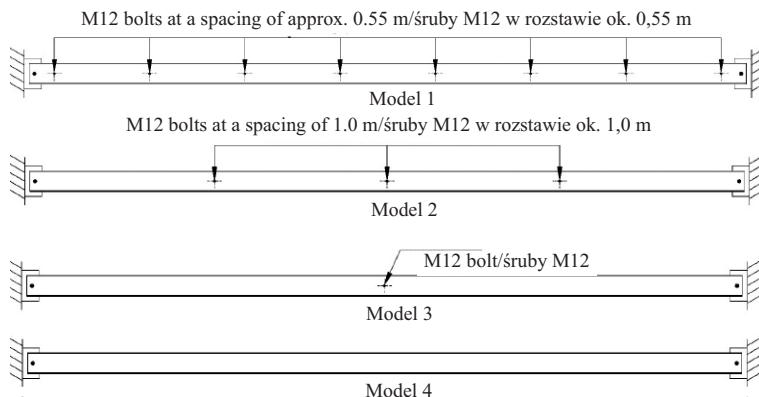 M12 bolts at a spacing of approx. 0.55 m/śruby M12 w rozstawie ok. 0,55 m
Model 1
M12 bolts at a spacing of 1.0 m/śruby M12 w rozstawie ok. 1,0 m
Model 2
M12 bolt/śruby M12
Model 3
Model 4